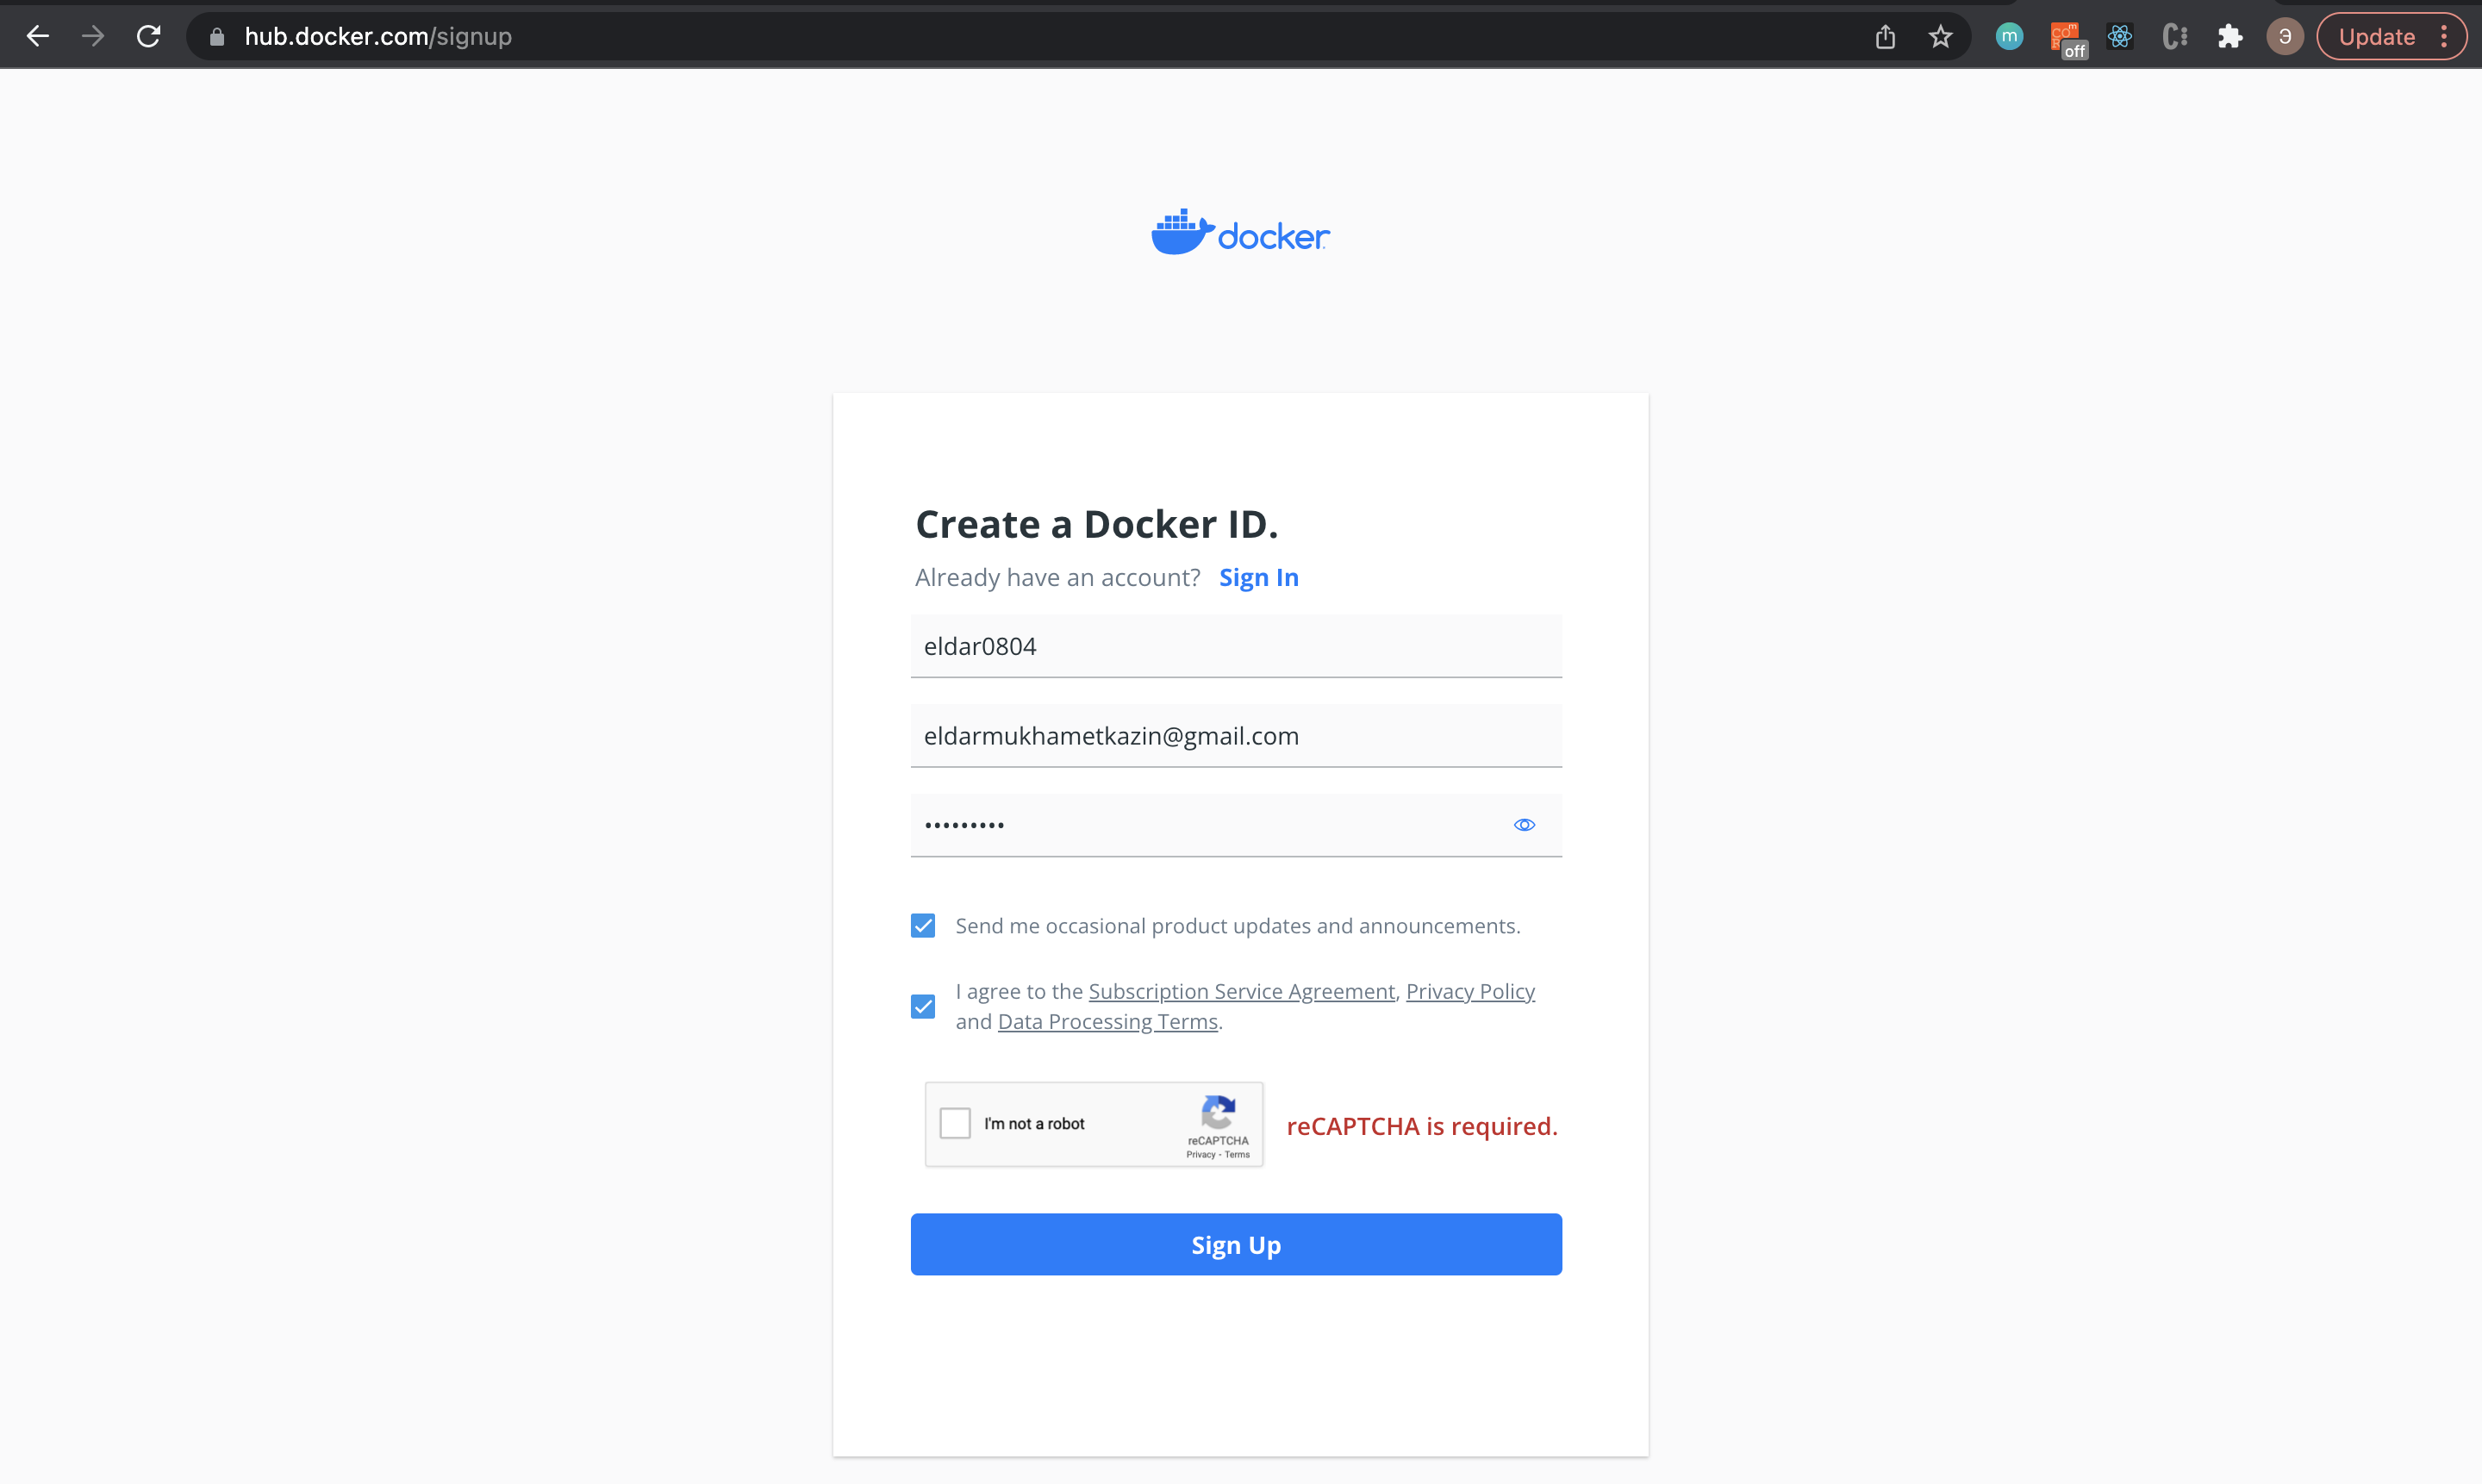 hub.docker.com/signup
m
off
Э
Update
docker
Create a Docker ID.
Already have an account? Sign In
eldar0804
eldarmukhametkazin@gmail.com
•••••••••
Send me occasional product updates and announcements.
I agree to the Subscription Service Agreement, Privacy Policy
and Data Processing Terms.
I'm not a robot
reCAPTCHA
Privacy - Terms
reCAPTCHA is required.
Sign Up